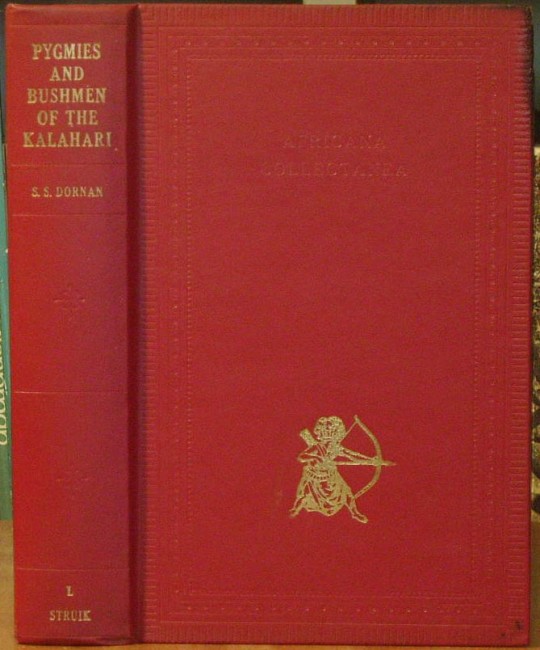 PYGMIES
AND
BUSHMEN
OF THE
KALAHARI
S. S. DORNAN
L
STRUIK
AFRICANA
COLLECTANEA